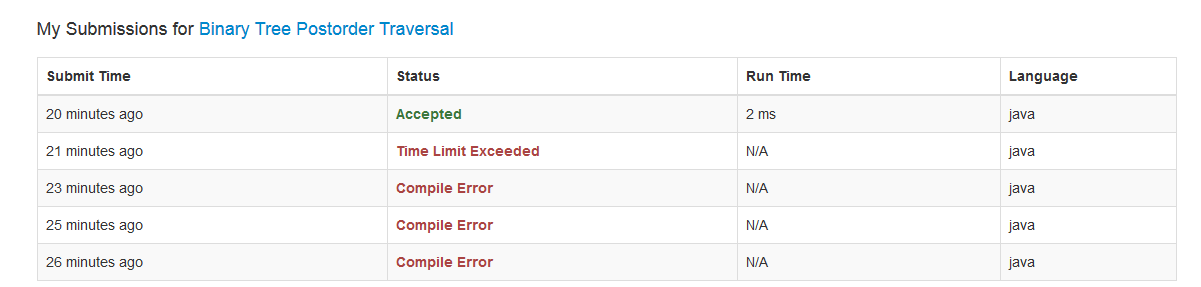 My Submissions for Binary Tree Postorder Traversal
Submit Time Status Run Time Language
20 minutes ago Accepted 2 ms java
21 minutes ago Time Limit Exceeded N/A java
23 minutes ago Compile Error N/A java
25 minutes ago Compile Error N/A java
26 minutes ago Compile Error N/A java